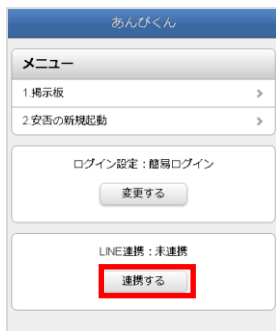 あんぴくん
メニュー
1.掲示板
2.安否の新規起動
ログイン設定：簡易ログイン
変更する
LINE連携：未連携
連携する